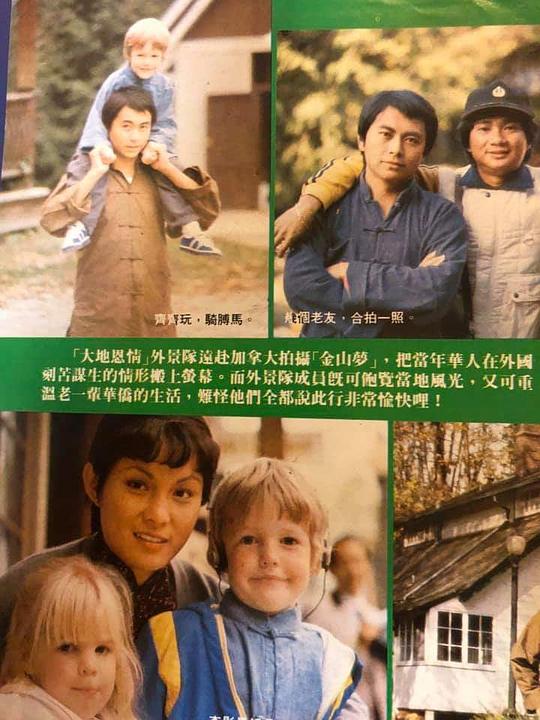 齊齊玩，騎膊馬。
個老友，合拍一照。
「大地恩情」外景隊遠赴加拿大拍攝「金山夢」，把當年華人在外國
刻苦謀生的情形搬上螢幕。而外景隊成員既可飽覽當地風光，又可重
溫老一輩華僑的生活，難怪他們全都說此行非常愉快哩！